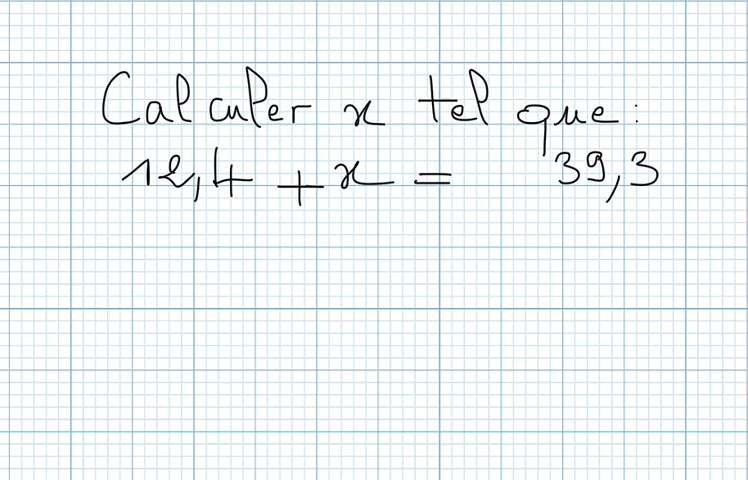 Calculer x tel que :
12,4 + x = 39,3